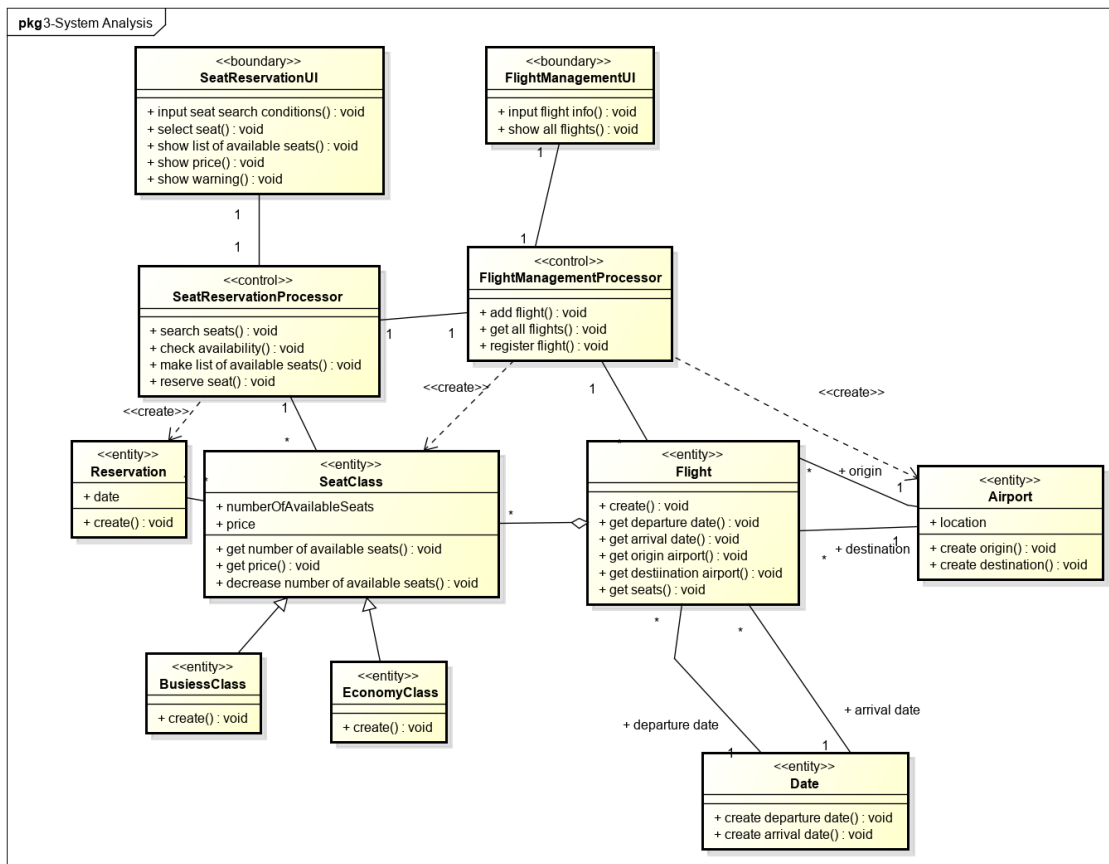 pkg 3-System Analysis
<<boundary>>
SeatReservationUI
+ input seat search conditions() : void
+ select seat() : void
+ show list of available seats() : void
+ show price() : void
+ show warning() : void
<<boundary>>
FlightManagementUI
+ input flight info() : void
+ show all flights() : void
1
1
1
1
<<control>>
SeatReservationProcessor
+ search seats() : void
+ check availability() : void
+ make list of available seats() : void
+ reserve seat() : void
<<control>>
FlightManagementProcessor
+ add flight() : void
+ get all flights() : void
+ register flight() : void
1
1
<<create>>
<<create>>
<<create>>
1
*
1
*
<<entity>>
Reservation
+ date
+ create() : void
*
*
<<entity>>
SeatClass
+ numberOfAvailableSeats
+ price
+ get number of available seats() : void
+ get price() : void
+ decrease number of available seats() : void
*
<<entity>>
Flight
+ create() : void
+ get departure date() : void
+ get arrival date() : void
+ get origin airport() : void
+ get destiination airport() : void
+ get seats() : void
*
+ origin
1
+ destination
1
*
<<entity>>
Airport
+ location
+ create origin() : void
+ create destination() : void
<<entity>>
BusiessClass
+ create() : void
<<entity>>
EconomyClass
+ create() : void
*
*
+ departure date
+ arrival date
1
1
<<entity>>
Date
+ create departure date() : void
+ create arrival date() : void